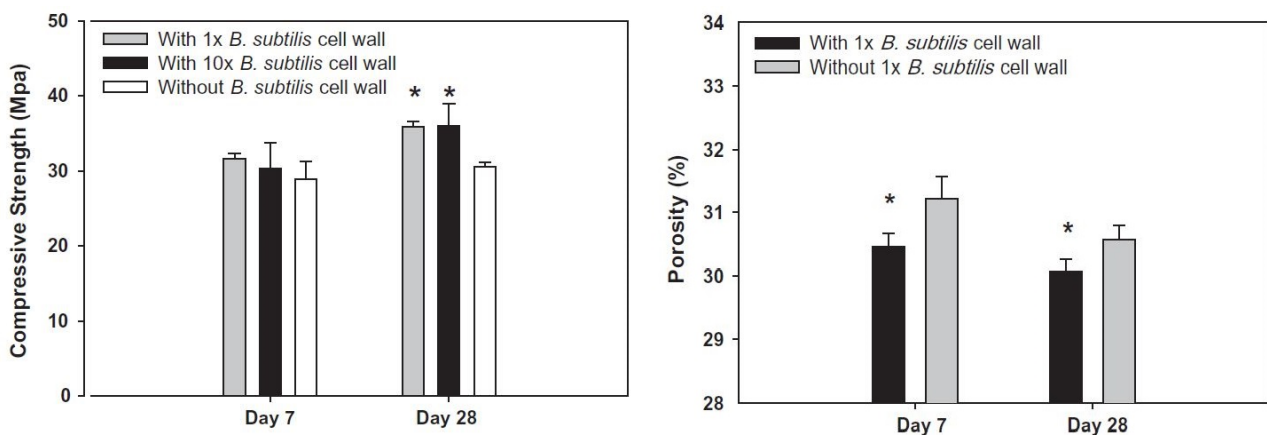 Compressive Strength (Mpa)
50
40
30
20
10
0
With 1x B. subtilis cell wall
With 10x B. subtilis cell wall
Without B. subtilis cell wall
* *
Day 7 Day 28
Porosity (%)
34
33
32
31
30
29
28
With 1x B. subtilis cell wall
Without 1x B. subtilis cell wall
*
*
Day 7 Day 28